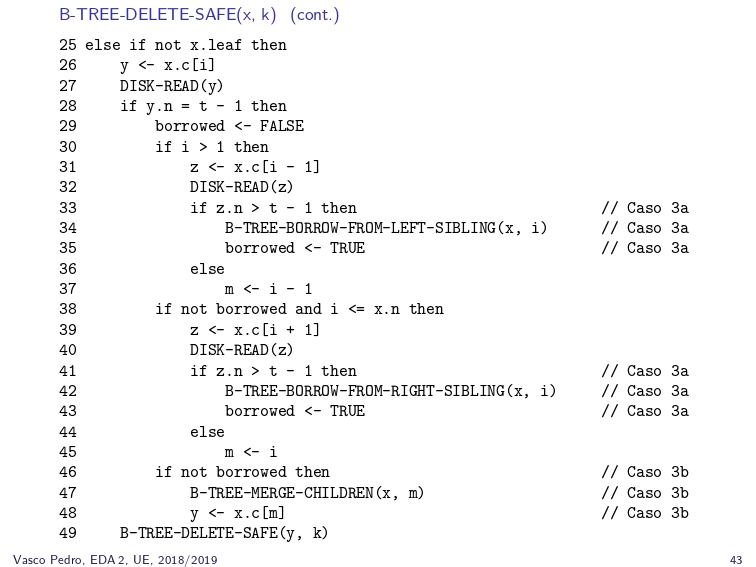 B-TREE-DELETE-SAFE(x, k) (cont.)
25 else if not x.leaf then
26     y <- x.c[i]
27     DISK-READ(y)
28     if y.n = t - 1 then
29         borrowed <- FALSE
30         if i > 1 then
31             z <- x.c[i - 1]
32             DISK-READ(z)
33             if z.n > t - 1 then // Caso 3a
34                 B-TREE-BORROW-FROM-LEFT-SIBLING(x, i) // Caso 3a
35                 borrowed <- TRUE // Caso 3a
36             else
37                 m <- i - 1
38         if not borrowed and i <= x.n then
39             z <- x.c[i + 1]
40             DISK-READ(z)
41             if z.n > t - 1 then // Caso 3a
42                 B-TREE-BORROW-FROM-RIGHT-SIBLING(x, i) // Caso 3a
43                 borrowed <- TRUE // Caso 3a
44             else
45                 m <- i
46         if not borrowed then // Caso 3b
47             B-TREE-MERGE-CHILDREN(x, m) // Caso 3b
48             y <- x.c[m] // Caso 3b
49     B-TREE-DELETE-SAFE(y, k)
Vasco Pedro, EDA 2, UE, 2018/2019 43